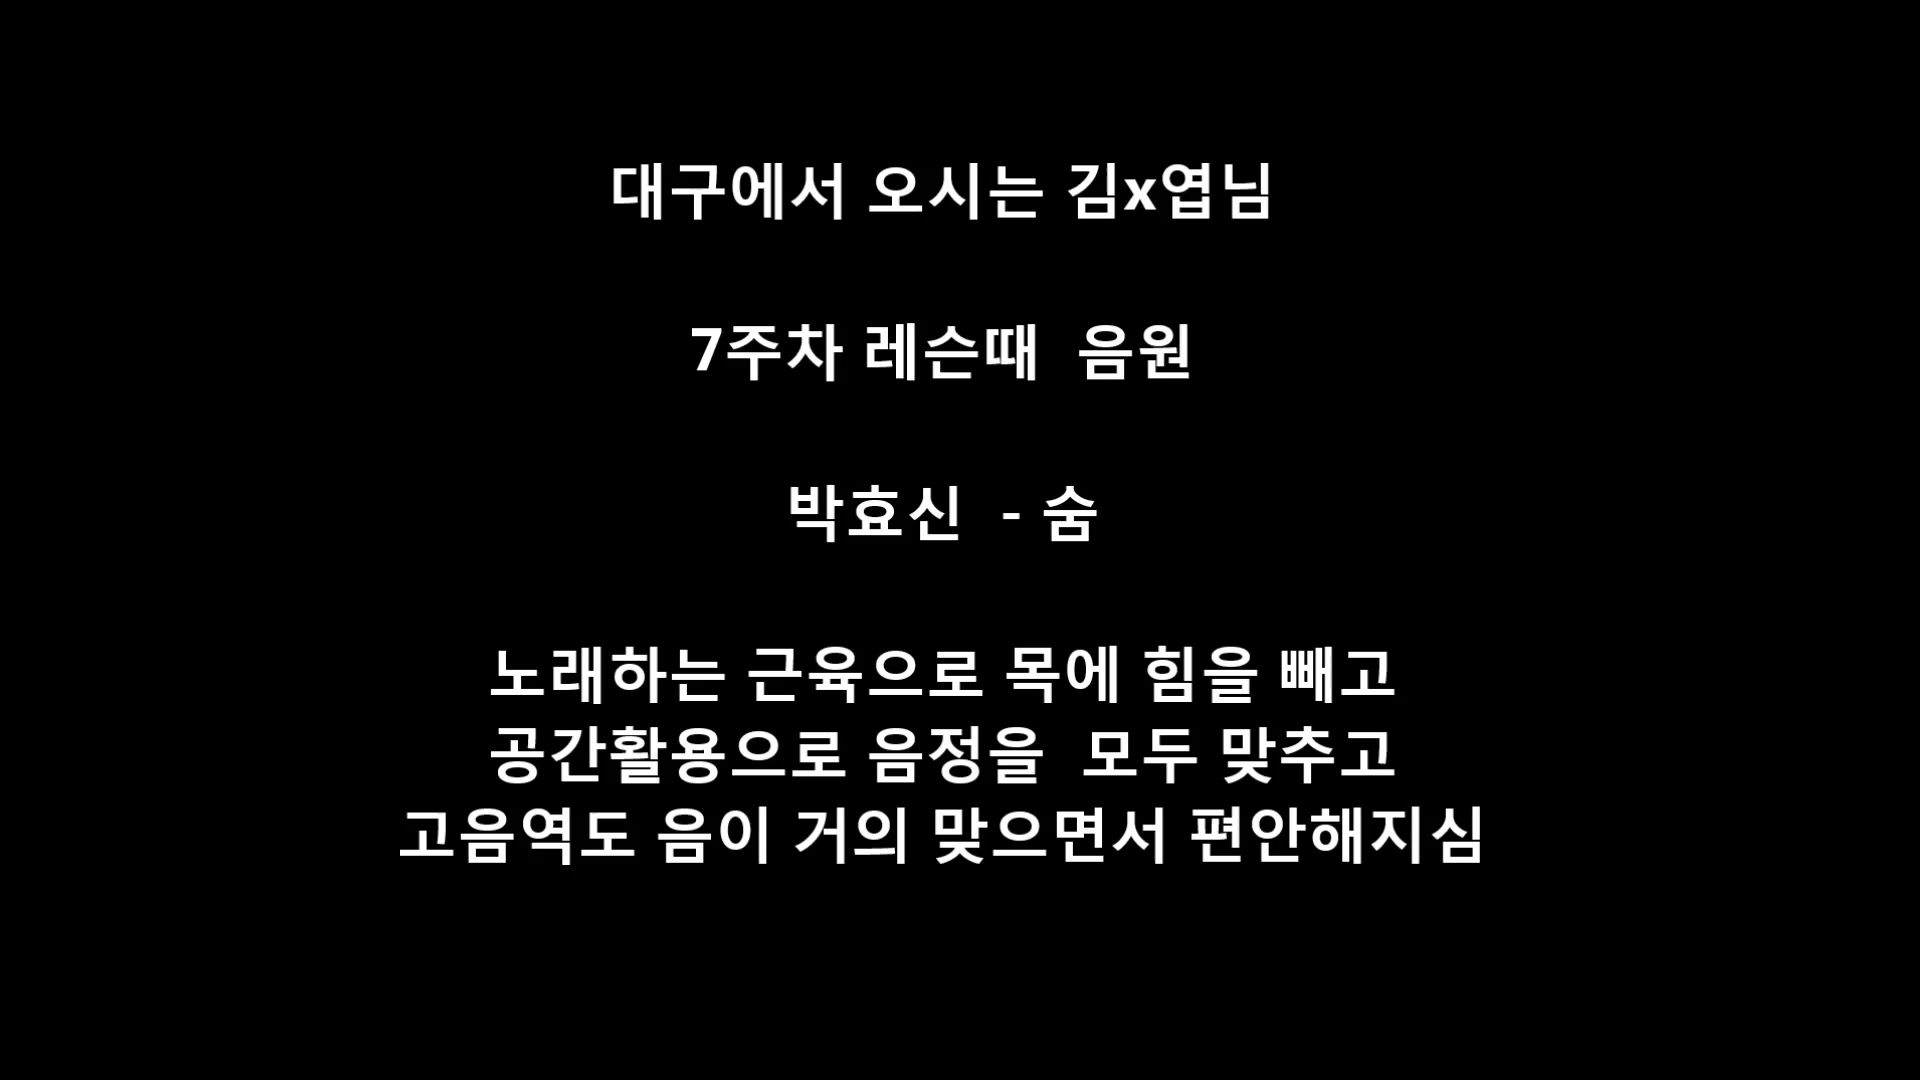 대구에서 오시는 김x엽님
7주차 레슨때  음원
박효신  - 숨
노래하는 근육으로 목에 힘을 빼고
공간활용으로 음정을  모두 맞추고
고음역도 음이 거의 맞으면서 편안해지심